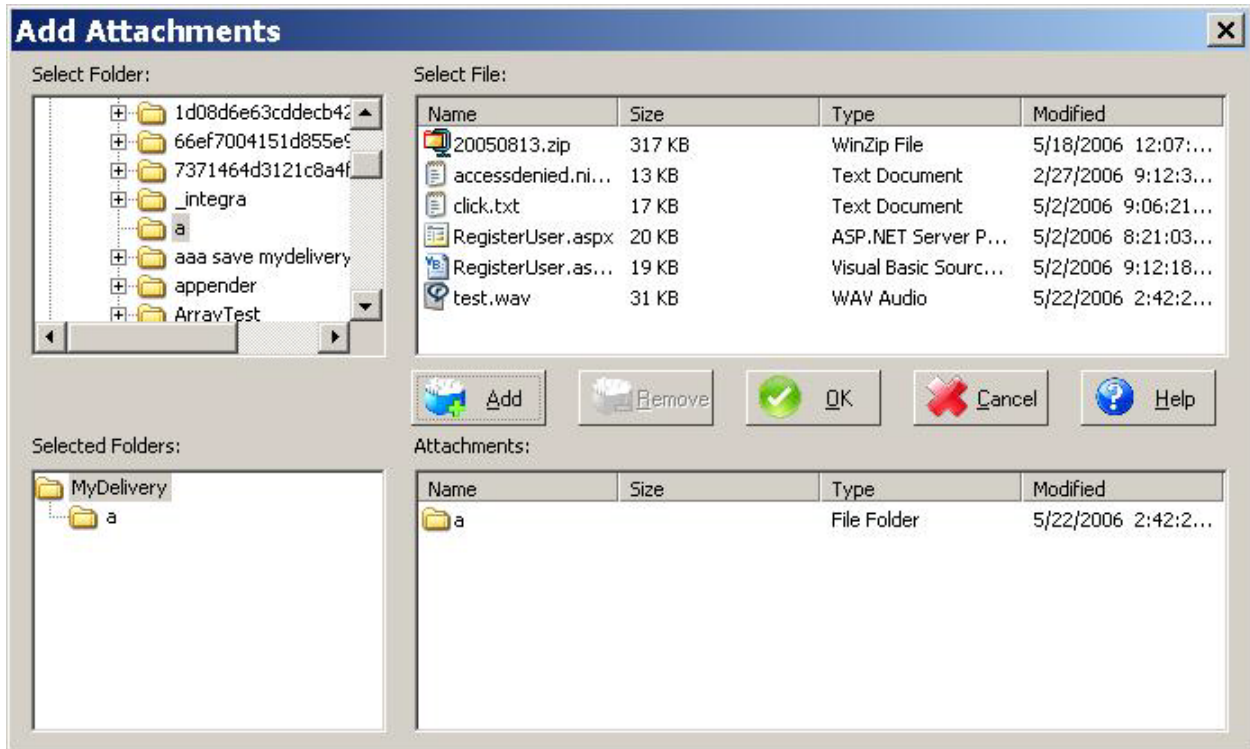 Add Attachments
Select Folder:
1d08d6e63cddecb42
66ef7004151d855e9
7371464d3121c8a4f
_integra
a
aaa save mydelivery
appender
ArrayTest
Select File:
Name Size Type Modified
20050813.zip 317 KB WinZip File 5/18/2006 12:07:...
accessdenied.ni... 13 KB Text Document 2/27/2006 9:12:3...
click.txt 17 KB Text Document 5/2/2006 9:06:21...
RegisterUser.aspx 20 KB ASP.NET Server P... 5/2/2006 8:21:03...
RegisterUser.as... 19 KB Visual Basic Sourc... 5/2/2006 9:12:18...
test.wav 31 KB WAV Audio 5/22/2006 2:42:2...
Add Remove OK Cancel Help
Selected Folders:
MyDelivery
a
Attachments:
Name Size Type Modified
a File Folder 5/22/2006 2:42:2...